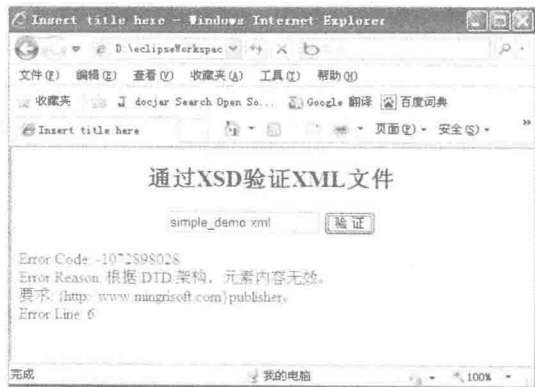 Insert title here - Windows Internet Explorer
D:\eclipseWorkspac
文件(F) 编辑(E) 查看(V) 收藏夹(A) 工具(T) 帮助(H)
收藏夹 docjar Search Open So... Google 翻译 百度词典
Insert title here 页面(P) 安全(S) »
通过XSD验证XML文件
simple_demo.xml 验 证
Error Code: -1072898028
Error Reason: 根据 DTD 架构，元素内容无效。
要求: {http: www.mingrisoft.com}publisher。
Error Line: 6
完成 我的电脑 100%